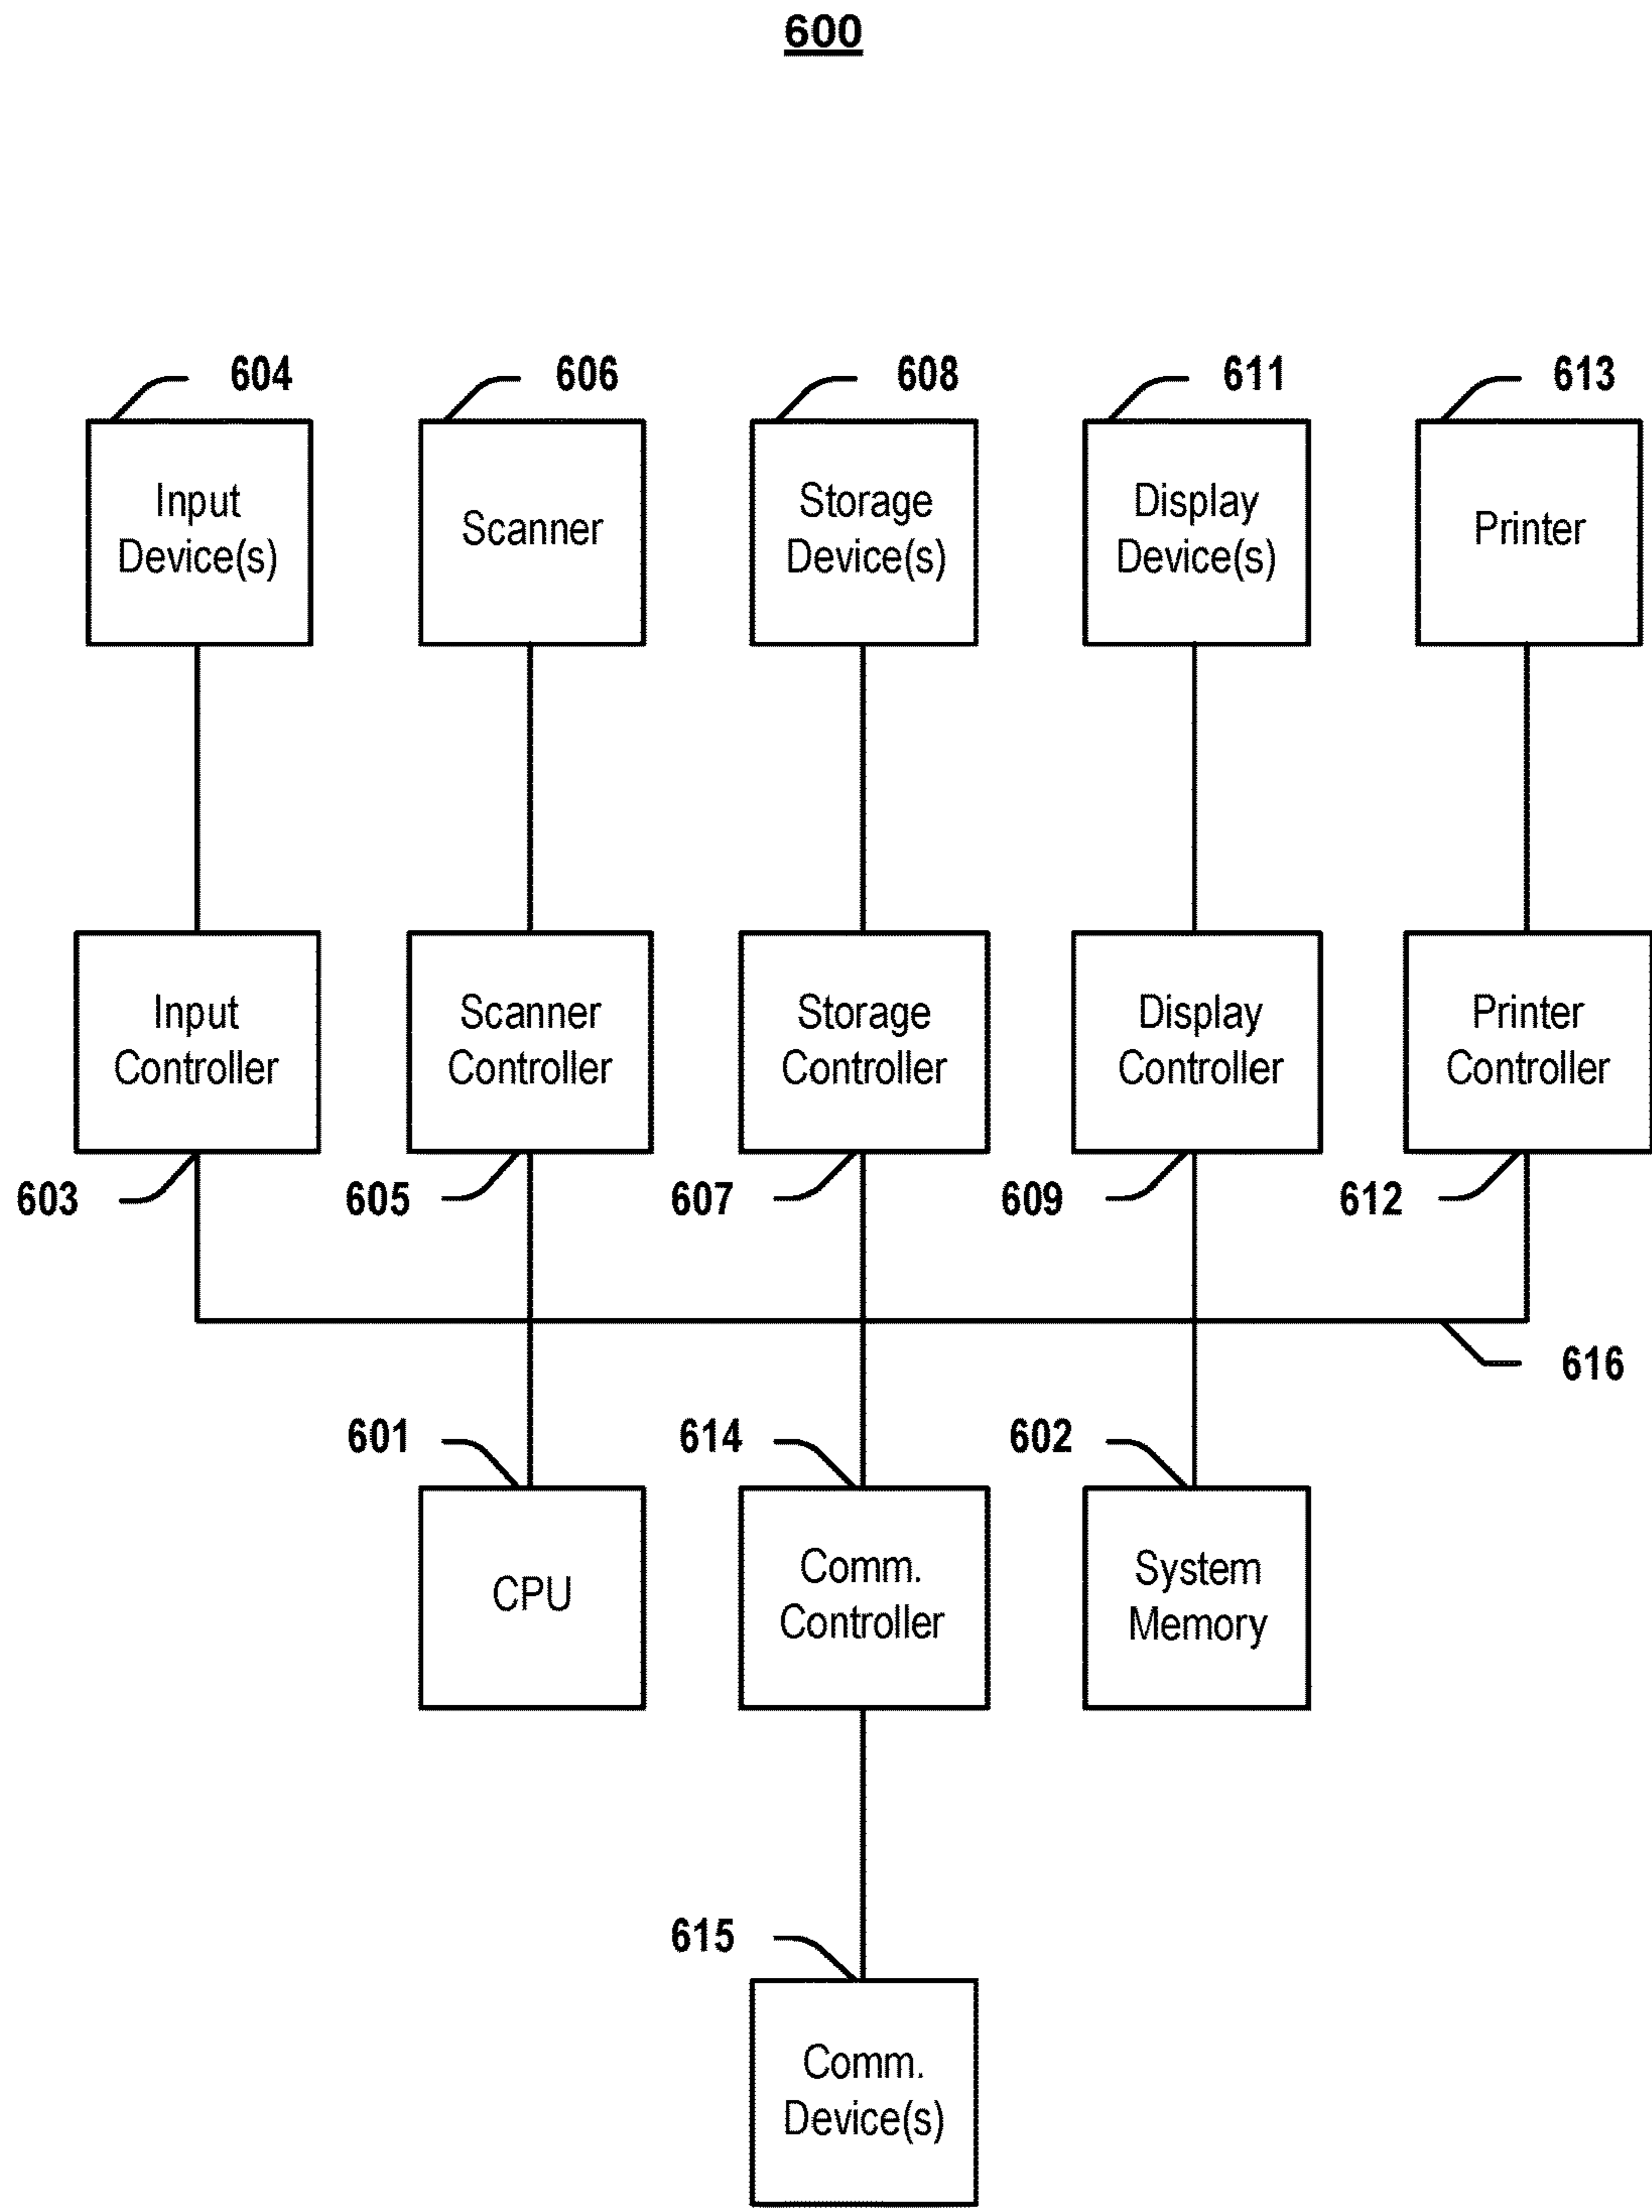 600
604
606
608
611
613
Input
Device(s)
Scanner
Storage
Device(s)
Display
Device(s)
Printer
Input
Controller
Scanner
Controller
Storage
Controller
Display
Controller
Printer
Controller
603
605
607
609
612
616
601
614
602
CPU
Comm.
Controller
System
Memory
615
Comm.
Device(s)